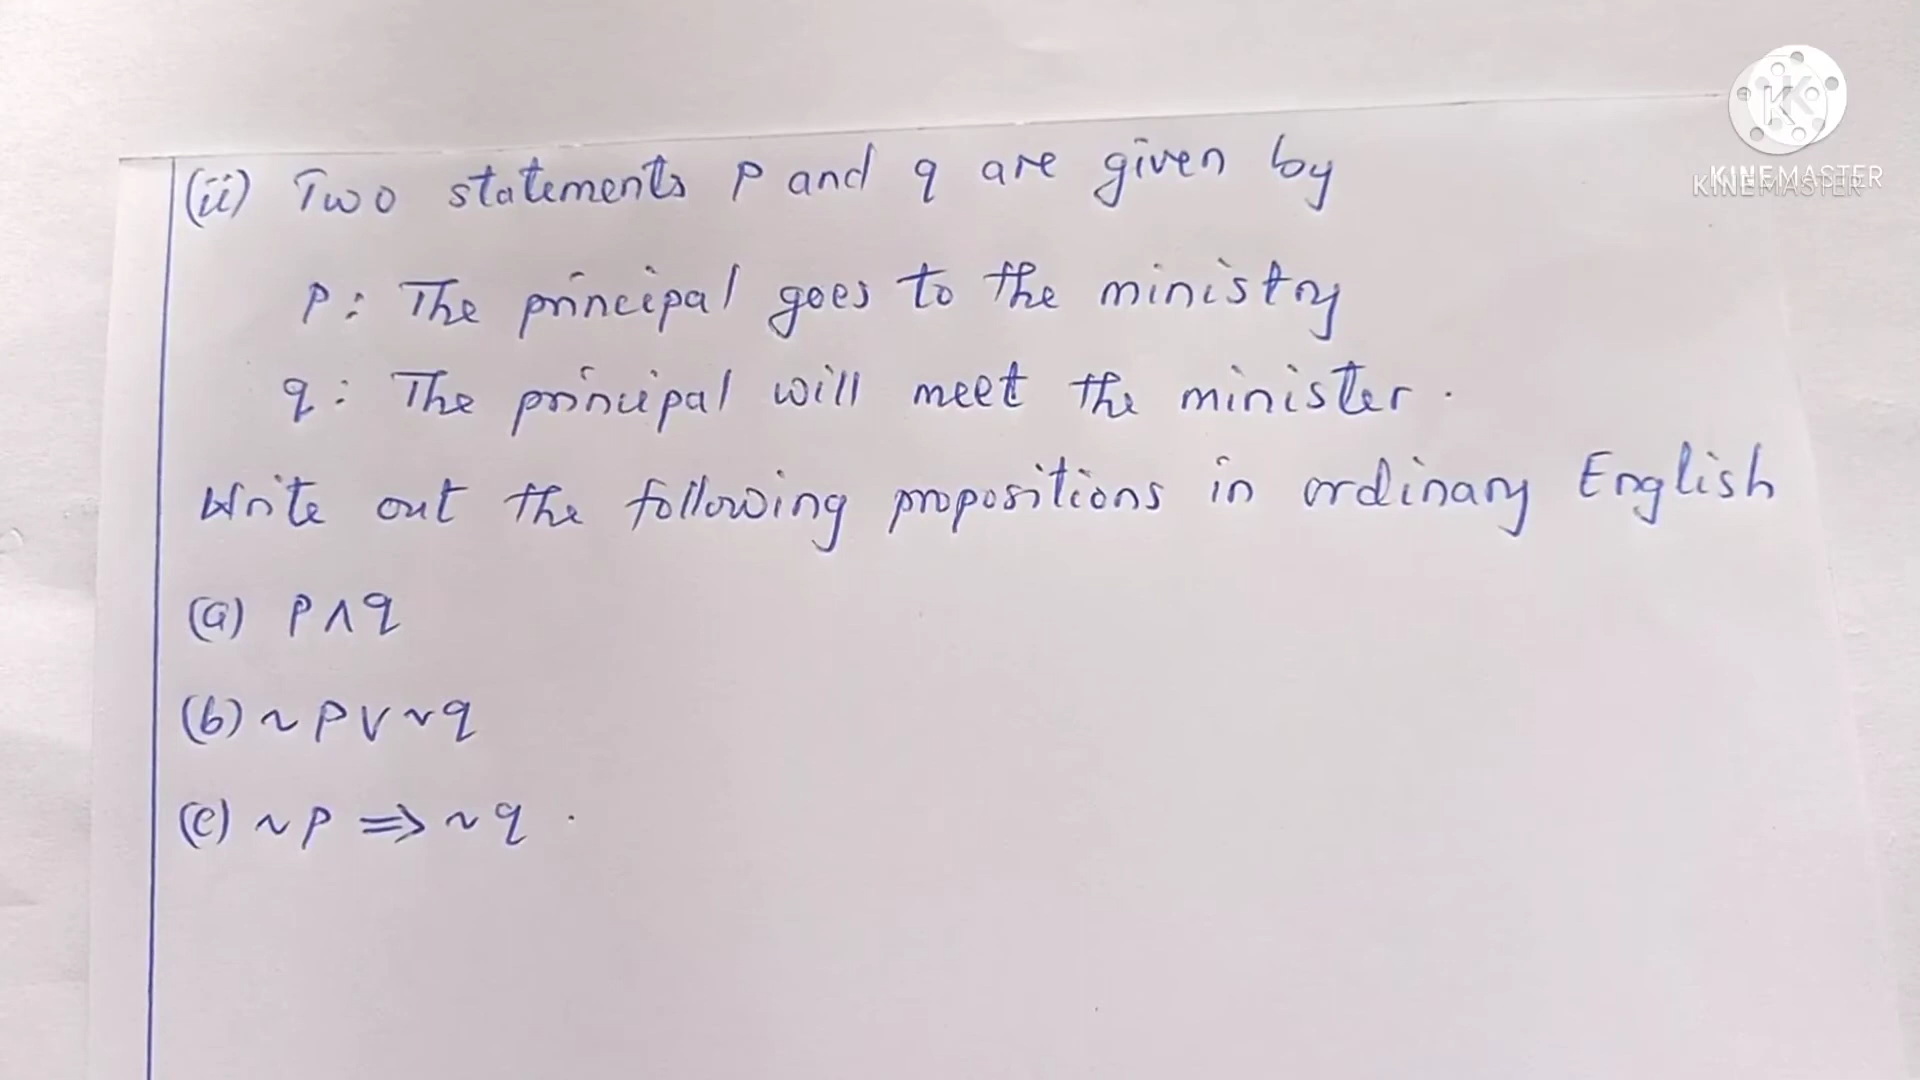 (ii) Two statements p and q are given by
p: The principal goes to the ministry
q: The principal will meet the minister.
Write out the following propositions in ordinary English
(a) p ∧ q
(b) ~ p ∨ ~ q
(c) ~ p ⇒ ~ q .
K
KINEMASTER
KINEMASTER